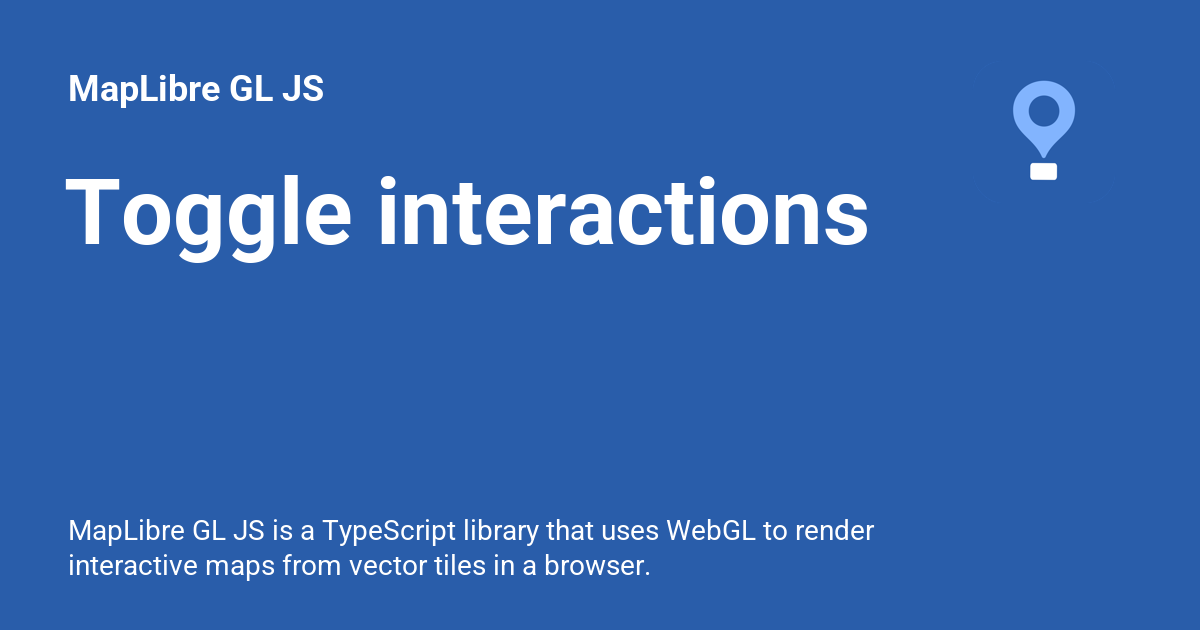 MapLibre GL JS
Toggle interactions
MapLibre GL JS is a TypeScript library that uses WebGL to render
interactive maps from vector tiles in a browser.